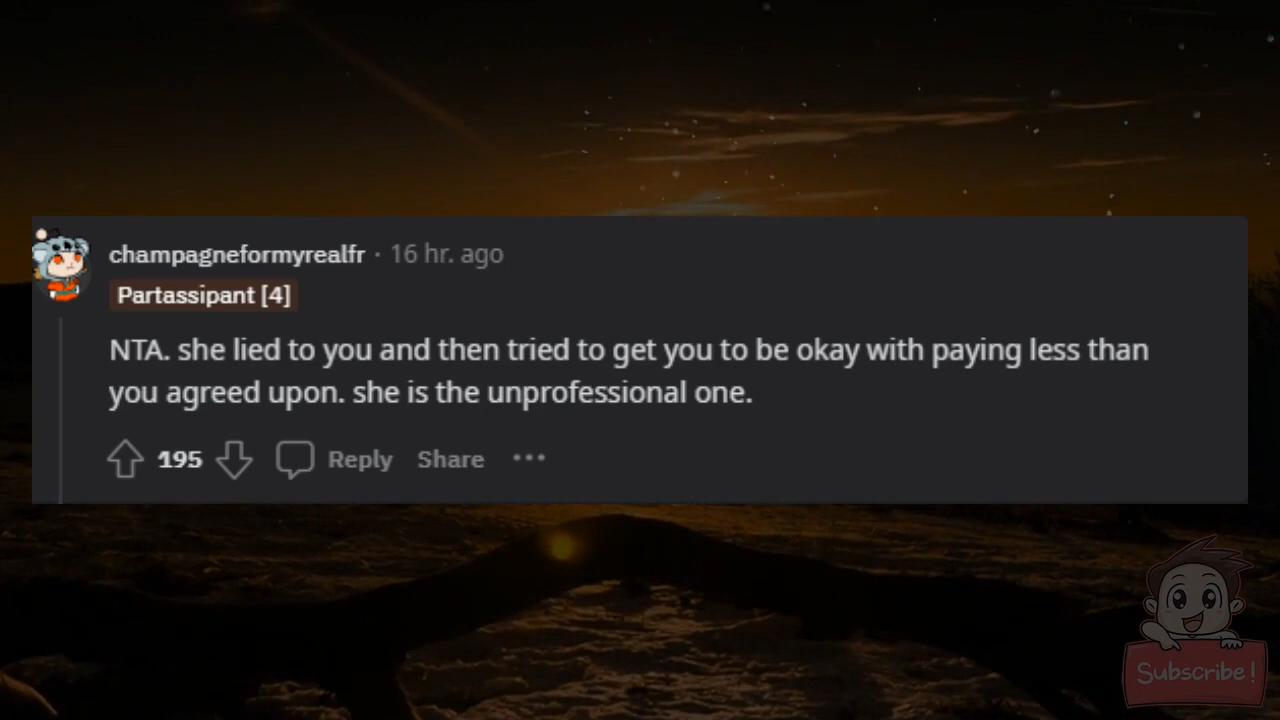 champagneformyrealfr · 16 hr. ago
Partassipant [4]
NTA. she lied to you and then tried to get you to be okay with paying less than
you agreed upon. she is the unprofessional one.
195 Reply Share ···
Subscribe!